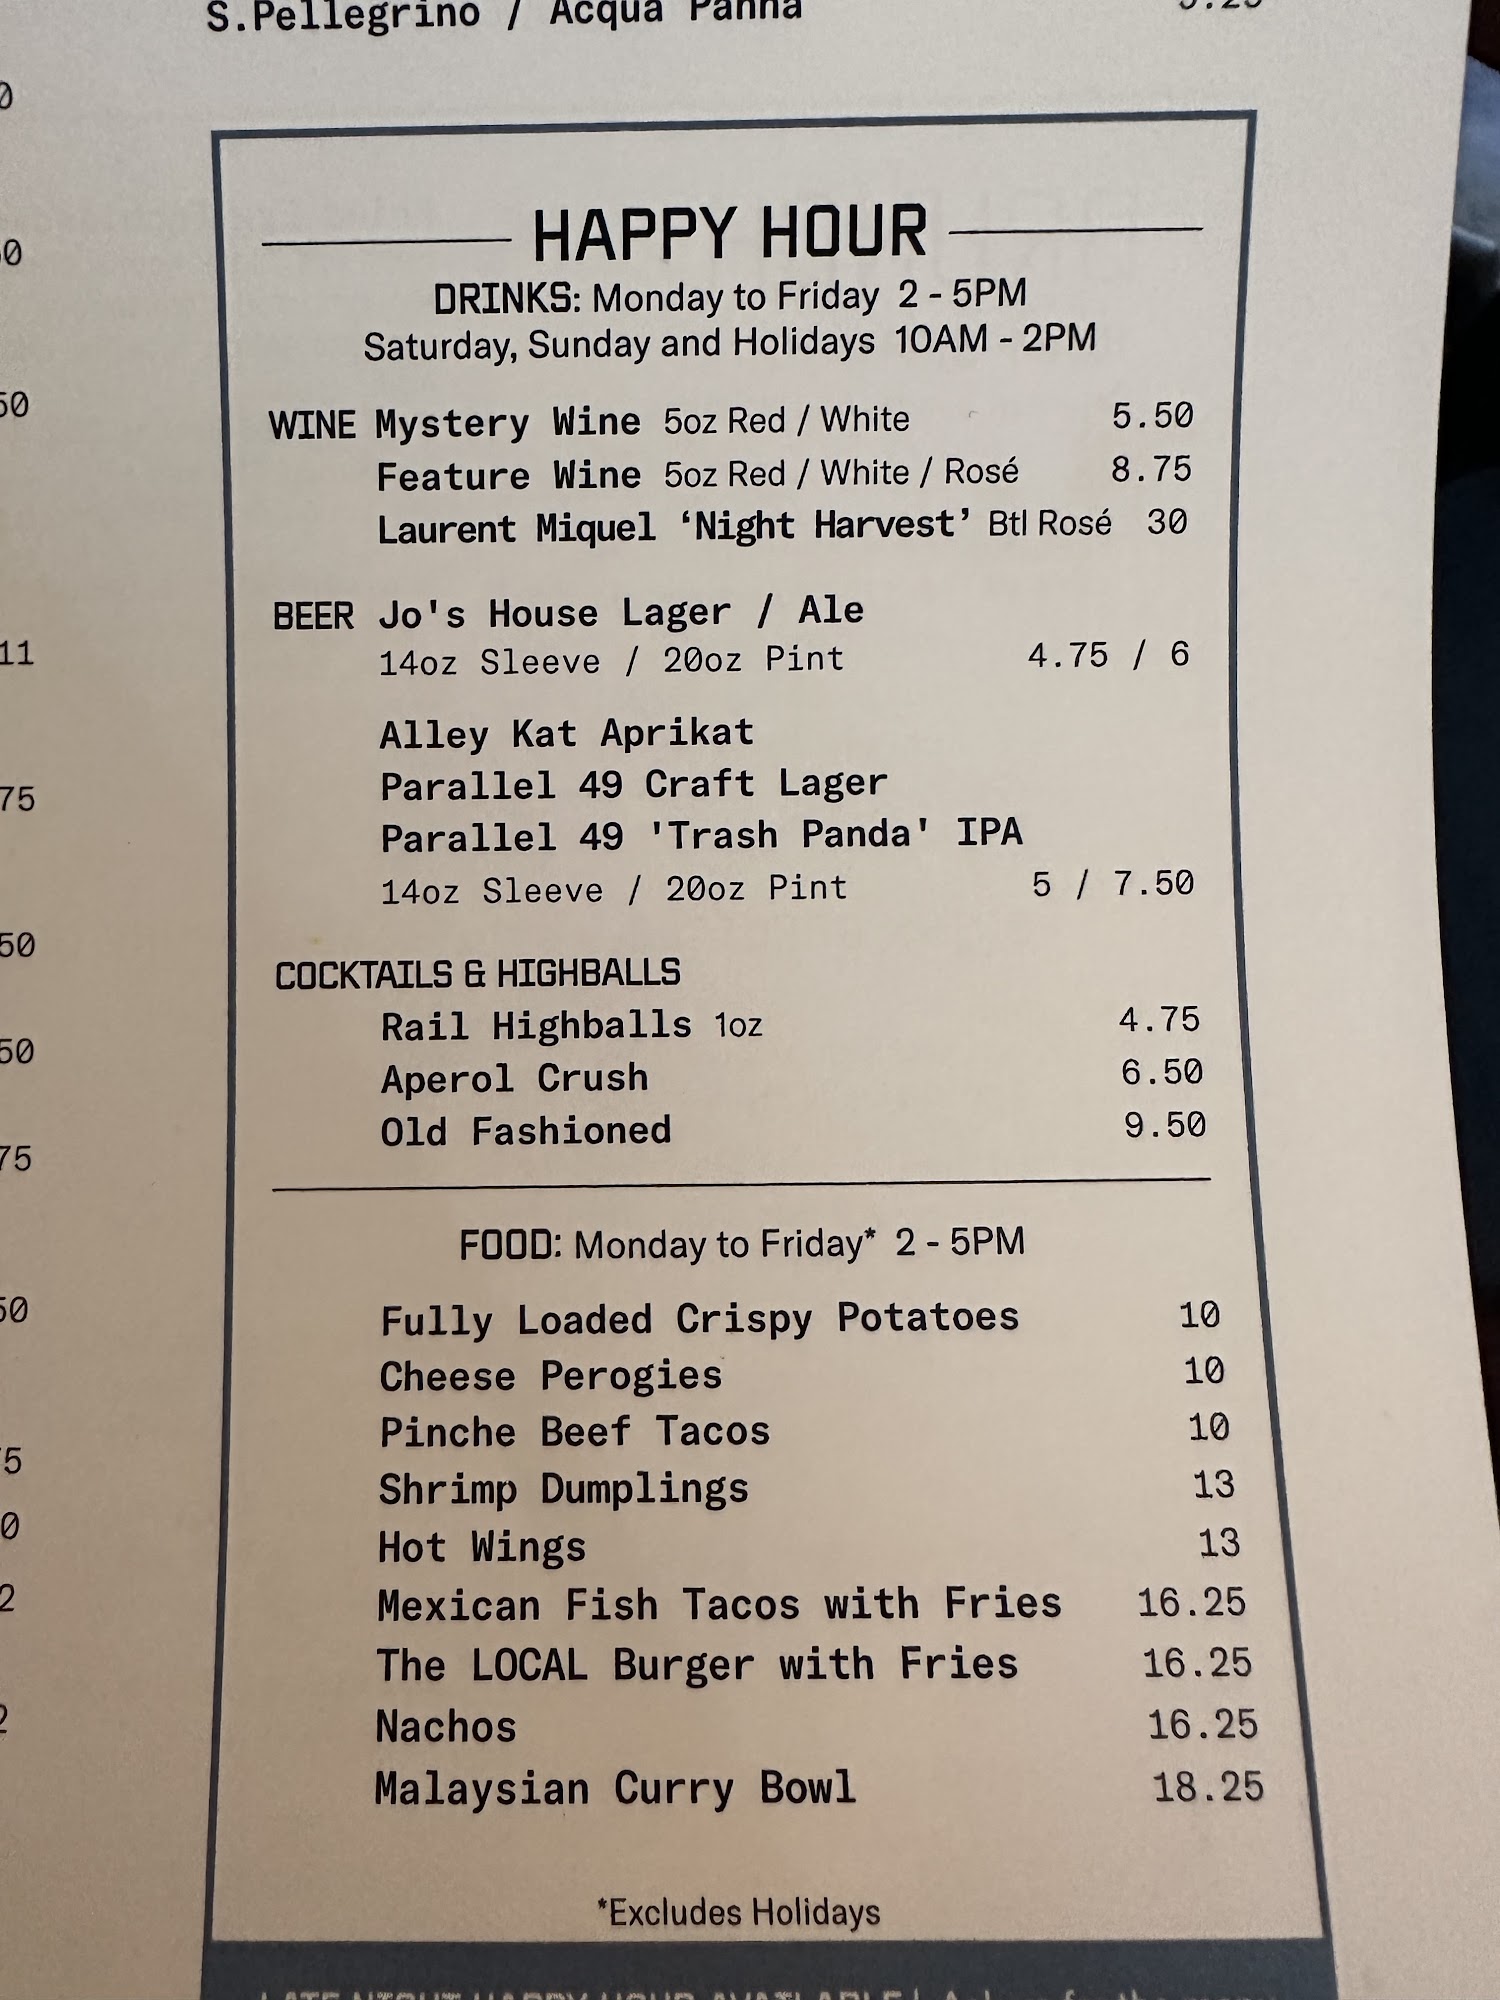 S.Pellegrino / Acqua Panna
HAPPY HOUR
DRINKS: Monday to Friday 2 - 5PM
Saturday, Sunday and Holidays 10AM - 2PM
WINE Mystery Wine 5oz Red / White 5.50
Feature Wine 5oz Red / White / Rosé 8.75
Laurent Miquel ‘Night Harvest’ Btl Rosé 30
BEER Jo's House Lager / Ale
14oz Sleeve / 20oz Pint 4.75 / 6
Alley Kat Aprikat
Parallel 49 Craft Lager
Parallel 49 'Trash Panda' IPA
14oz Sleeve / 20oz Pint 5 / 7.50
COCKTAILS & HIGHBALLS
Rail Highballs 1oz 4.75
Aperol Crush 6.50
Old Fashioned 9.50
FOOD: Monday to Friday* 2 - 5PM
Fully Loaded Crispy Potatoes 10
Cheese Perogies 10
Pinche Beef Tacos 10
Shrimp Dumplings 13
Hot Wings 13
Mexican Fish Tacos with Fries 16.25
The LOCAL Burger with Fries 16.25
Nachos 16.25
Malaysian Curry Bowl 18.25
*Excludes Holidays